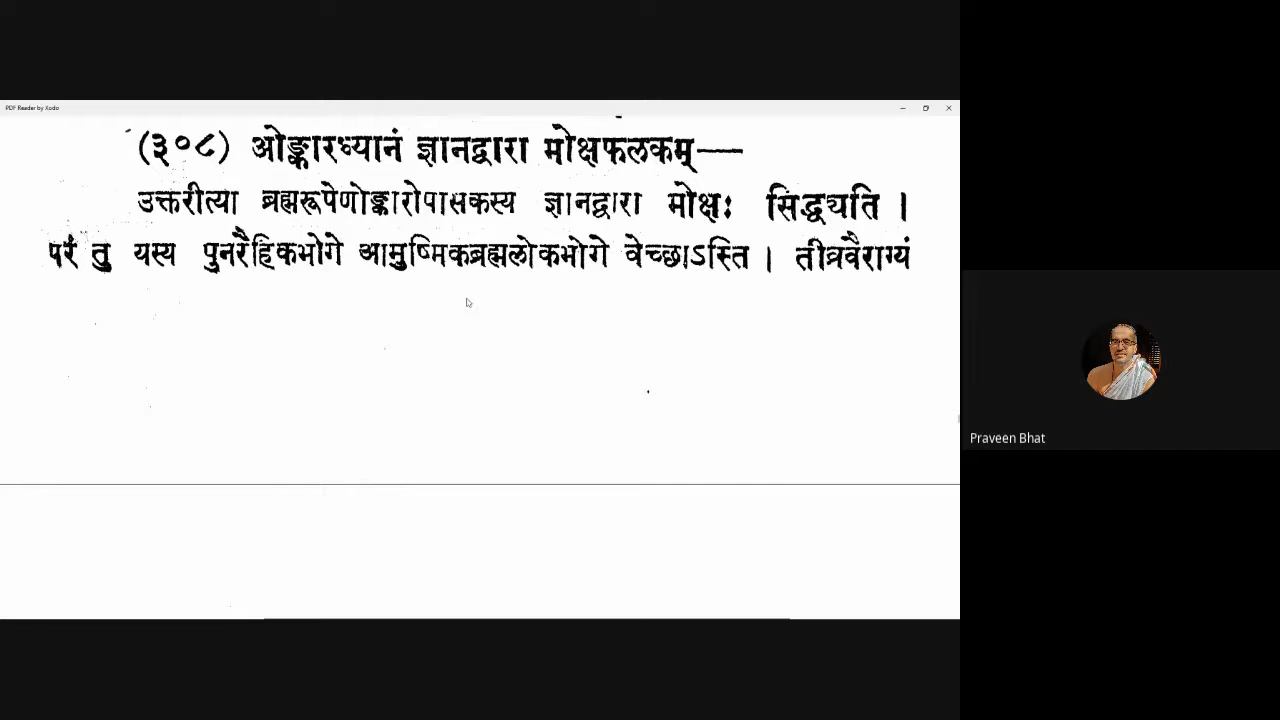 PDF Reader by Xodo
(३०८) ओङ्कारध्यानं ज्ञानद्वारा मोक्षफलकम्—
उक्तरीत्या ब्रह्मरूपेणोङ्कारोपासकस्य ज्ञानद्वारा मोक्षः सिद्ध्यति ।
परं तु यस्य पुनरैहिकभोगे आमुष्मिकब्रह्मलोकभोगे वेच्छाऽस्ति । तीव्रवैराग्यं
Praveen Bhat